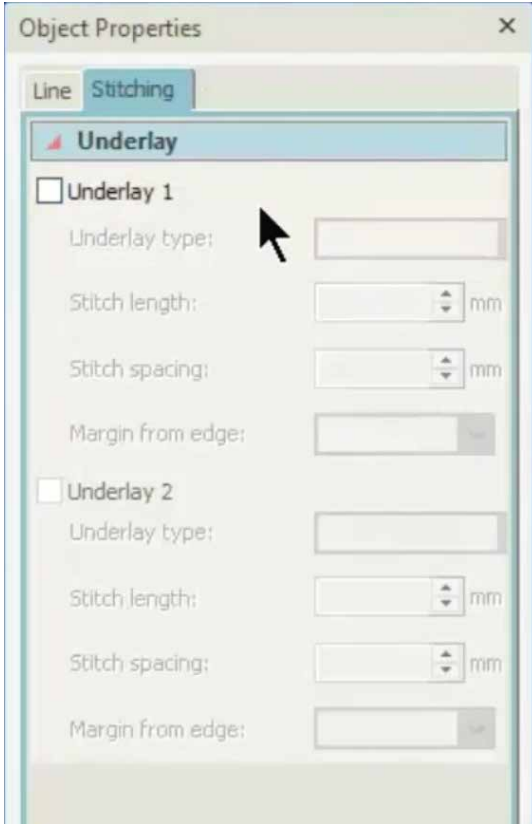 Object Properties
Line Stitching
Underlay
Underlay 1
Underlay type:
Stitch length: mm
Stitch spacing: mm
Margin from edge:
Underlay 2
Underlay type:
Stitch length: mm
Stitch spacing: mm
Margin from edge: